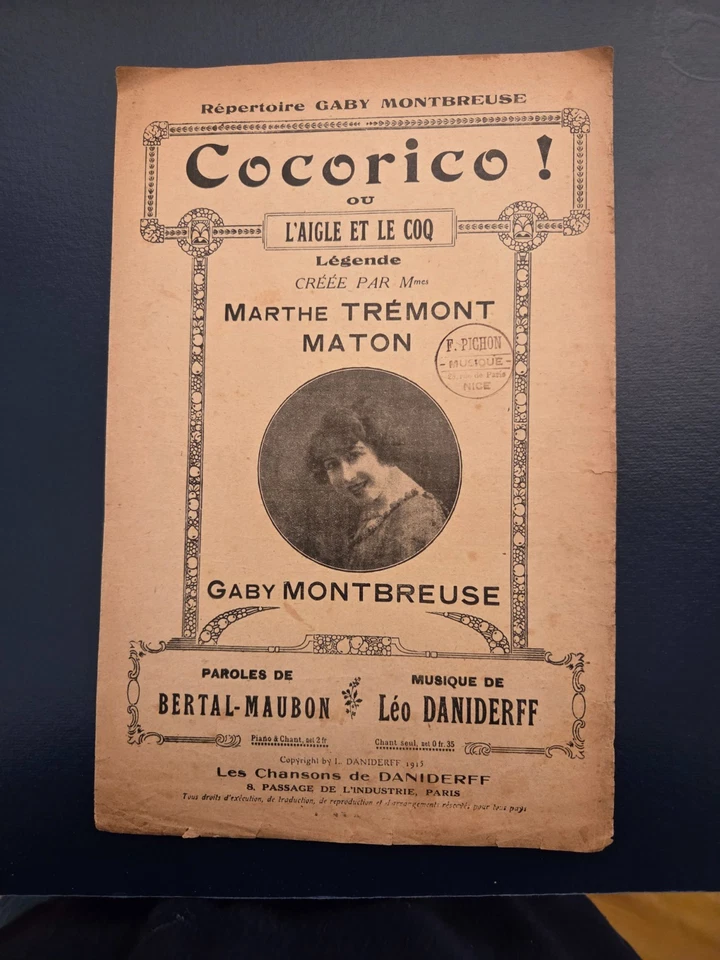 Répertoire GABY MONTBREUSE
Cocorico !
OU
L'AIGLE ET LE COQ
Légende
CRÉÉE PAR Mmes
MARTHE TRÉMONT
MATON
F. PICHON
MUSIQUE
de Paris
NICE
GABY MONTBREUSE
PAROLES DE
BERTAL-MAUBON
MUSIQUE DE
Léo DANIDERFF
Piano & Chant, net 2 fr
Chant seul, net 0 fr. 35
Copyright by L. DANIDERFF 1915
Les Chansons de DANIDERFF
8, PASSAGE DE L'INDUSTRIE, PARIS
Tous droits d'exécution, de traduction, de reproduction et d'arrangements réservés pour tous pays